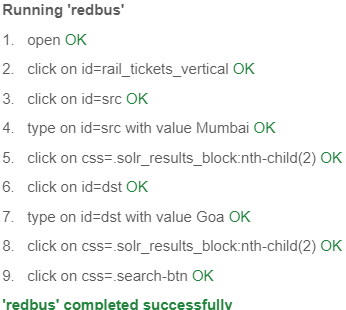 Running 'redbus'
1. open OK
2. click on id=rail_tickets_vertical OK
3. click on id=src OK
4. type on id=src with value Mumbai OK
5. click on css=.solr_results_block:nth-child(2) OK
6. click on id=dst OK
7. type on id=dst with value Goa OK
8. click on css=.solr_results_block:nth-child(2) OK
9. click on css=.search-btn OK
'redbus' completed successfully